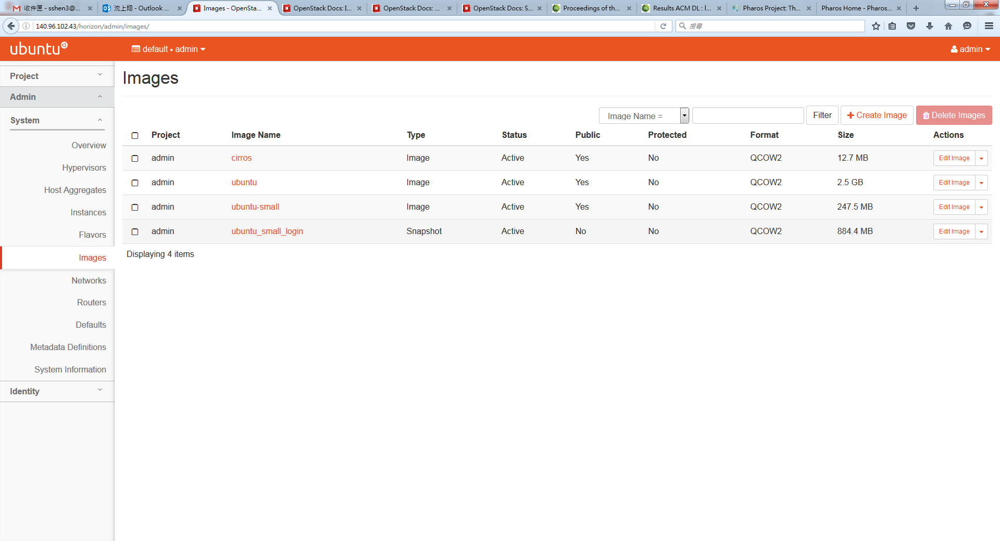 收件匣 - sshen3@...
沈上翔 - Outlook ...
Images - OpenSta...
OpenStack Docs: I...
OpenStack Docs: ...
OpenStack Docs: S...
Proceedings of th...
Results ACM DL : l...
Pharos Project: Th...
Pharos Home - Pharos...
140.96.102.43/horizon/admin/images/
搜尋
ubuntu
default • admin
admin
Project
Admin
System
Overview
Hypervisors
Host Aggregates
Instances
Flavors
Images
Networks
Routers
Defaults
Metadata Definitions
System Information
Identity
Images
Image Name =
Filter
Create Image
Delete Images
Project Image Name Type Status Public Protected Format Size Actions
admin cirros Image Active Yes No QCOW2 12.7 MB Edit Image
admin ubuntu Image Active Yes No QCOW2 2.5 GB Edit Image
admin ubuntu-small Image Active Yes No QCOW2 247.5 MB Edit Image
admin ubuntu_small_login Snapshot Active No No QCOW2 884.4 MB Edit Image
Displaying 4 items